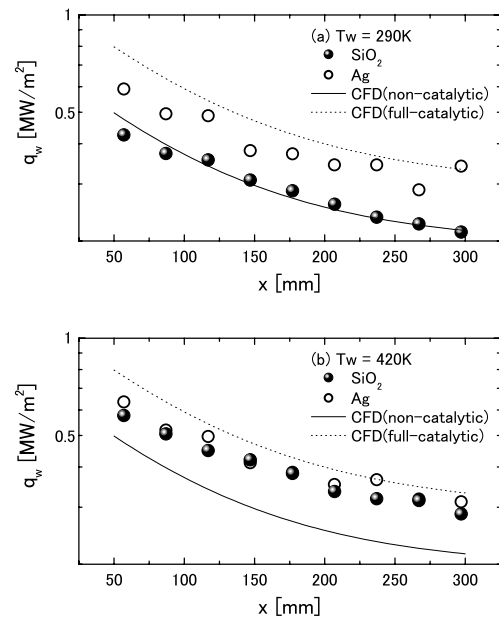 1
(a) Tw = 290K
SiO₂
Ag
CFD(non-catalytic)
CFD(full-catalytic)
0.5
q_w [MW/m²]
50 100 150 200 250 300
x [mm]
1
(b) Tw = 420K
SiO₂
Ag
CFD(non-catalytic)
CFD(full-catalytic)
0.5
q_w [MW/m²]
50 100 150 200 250 300
x [mm]